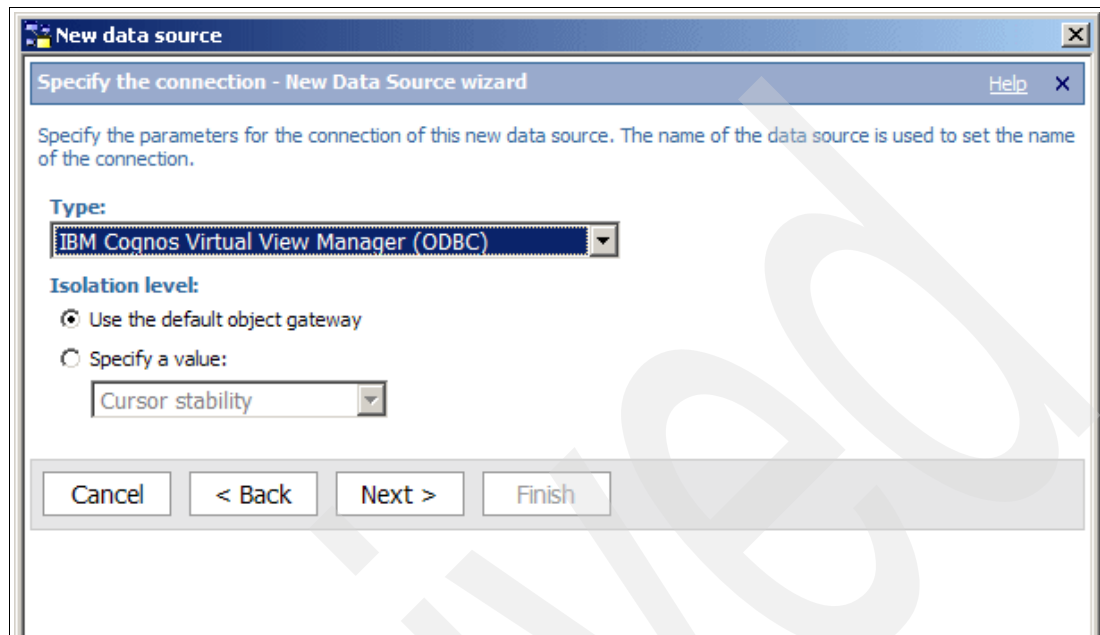 New data source
Specify the connection - New Data Source wizard Help
Specify the parameters for the connection of this new data source. The name of the data source is used to set the name
of the connection.
Type:
IBM Cognos Virtual View Manager (ODBC)
Isolation level:
Use the default object gateway
Specify a value:
Cursor stability
Cancel < Back Next > Finish